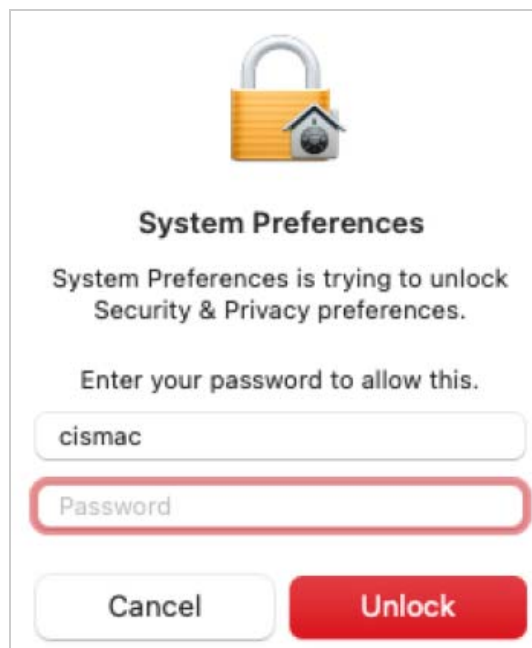 System Preferences
System Preferences is trying to unlock
Security & Privacy preferences.
Enter your password to allow this.
cismac
Password
Cancel
Unlock